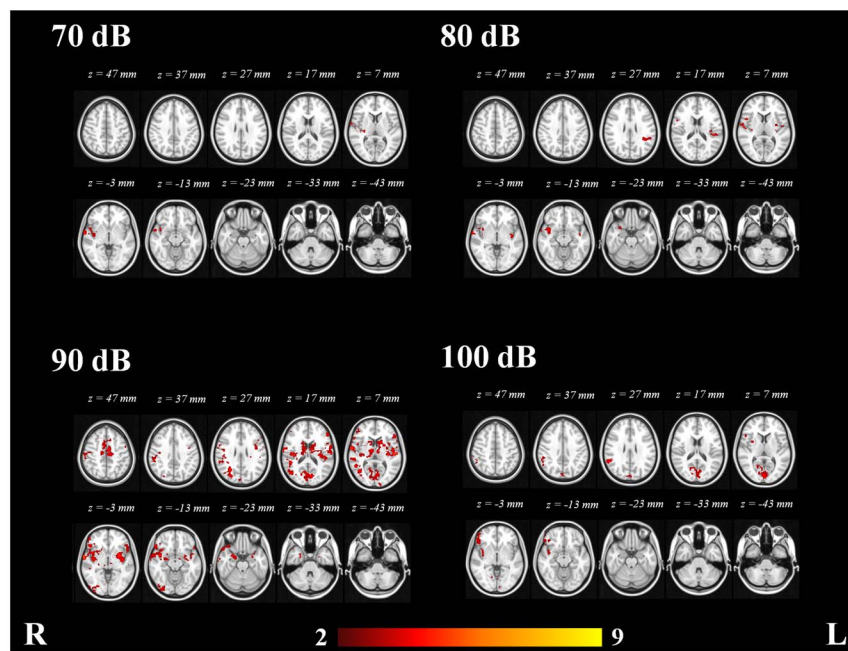 70 dB
z = 47 mm z = 37 mm z = 27 mm z = 17 mm z = 7 mm
z = -3 mm z = -13 mm z = -23 mm z = -33 mm z = -43 mm
80 dB
z = 47 mm z = 37 mm z = 27 mm z = 17 mm z = 7 mm
z = -3 mm z = -13 mm z = -23 mm z = -33 mm z = -43 mm
90 dB
z = 47 mm z = 37 mm z = 27 mm z = 17 mm z = 7 mm
z = -3 mm z = -13 mm z = -23 mm z = -33 mm z = -43 mm
100 dB
z = 47 mm z = 37 mm z = 27 mm z = 17 mm z = 7 mm
z = -3 mm z = -13 mm z = -23 mm z = -33 mm z = -43 mm
R 2 9 L